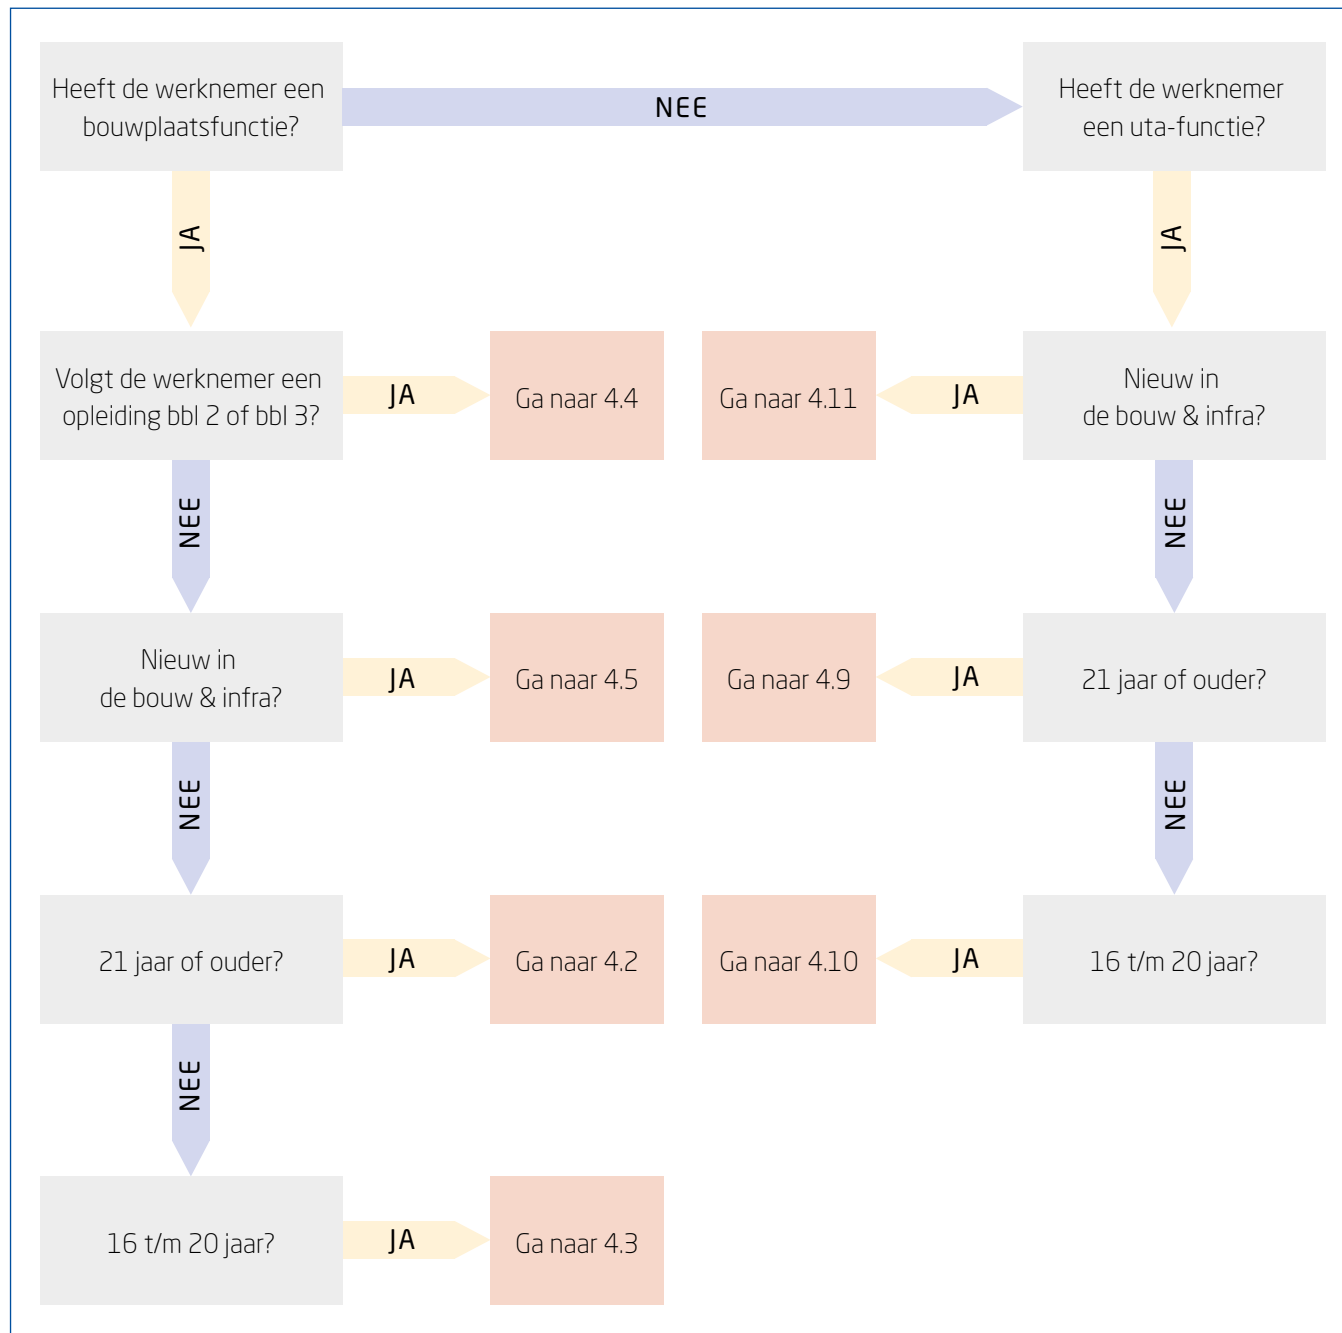 Heeft de werknemer een
bouwplaatsfunctie?
NEE
Heeft de werknemer
een uta-functie?
JA
JA
Volgt de werknemer een
opleiding bbl 2 of bbl 3?
JA
Ga naar 4.4
Ga naar 4.11
JA
Nieuw in
de bouw & infra?
NEE
NEE
Nieuw in
de bouw & infra?
JA
Ga naar 4.5
Ga naar 4.9
JA
21 jaar of ouder?
NEE
NEE
21 jaar of ouder?
JA
Ga naar 4.2
Ga naar 4.10
JA
16 t/m 20 jaar?
NEE
16 t/m 20 jaar?
JA
Ga naar 4.3